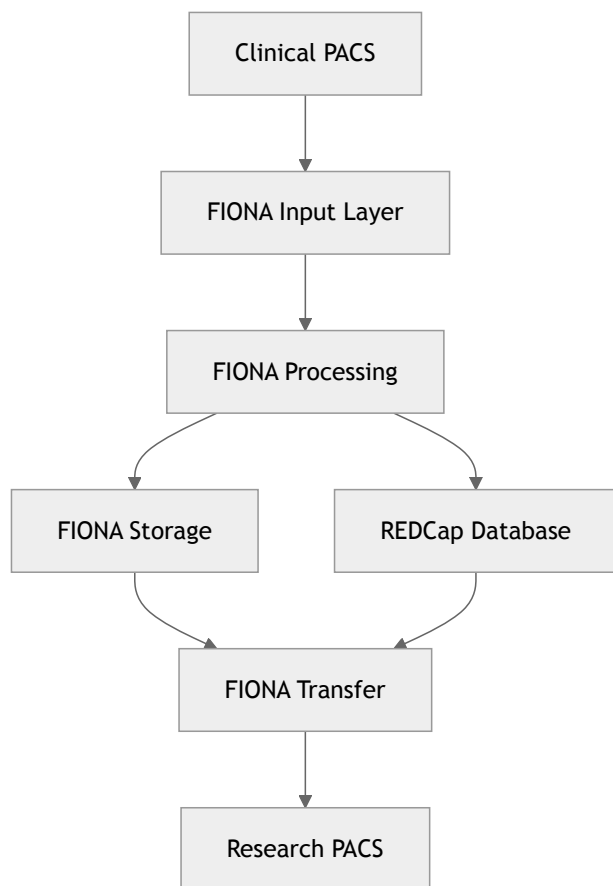 Clinical PACS
FIONA Input Layer
FIONA Processing
FIONA Storage
REDCap Database
FIONA Transfer
Research PACS